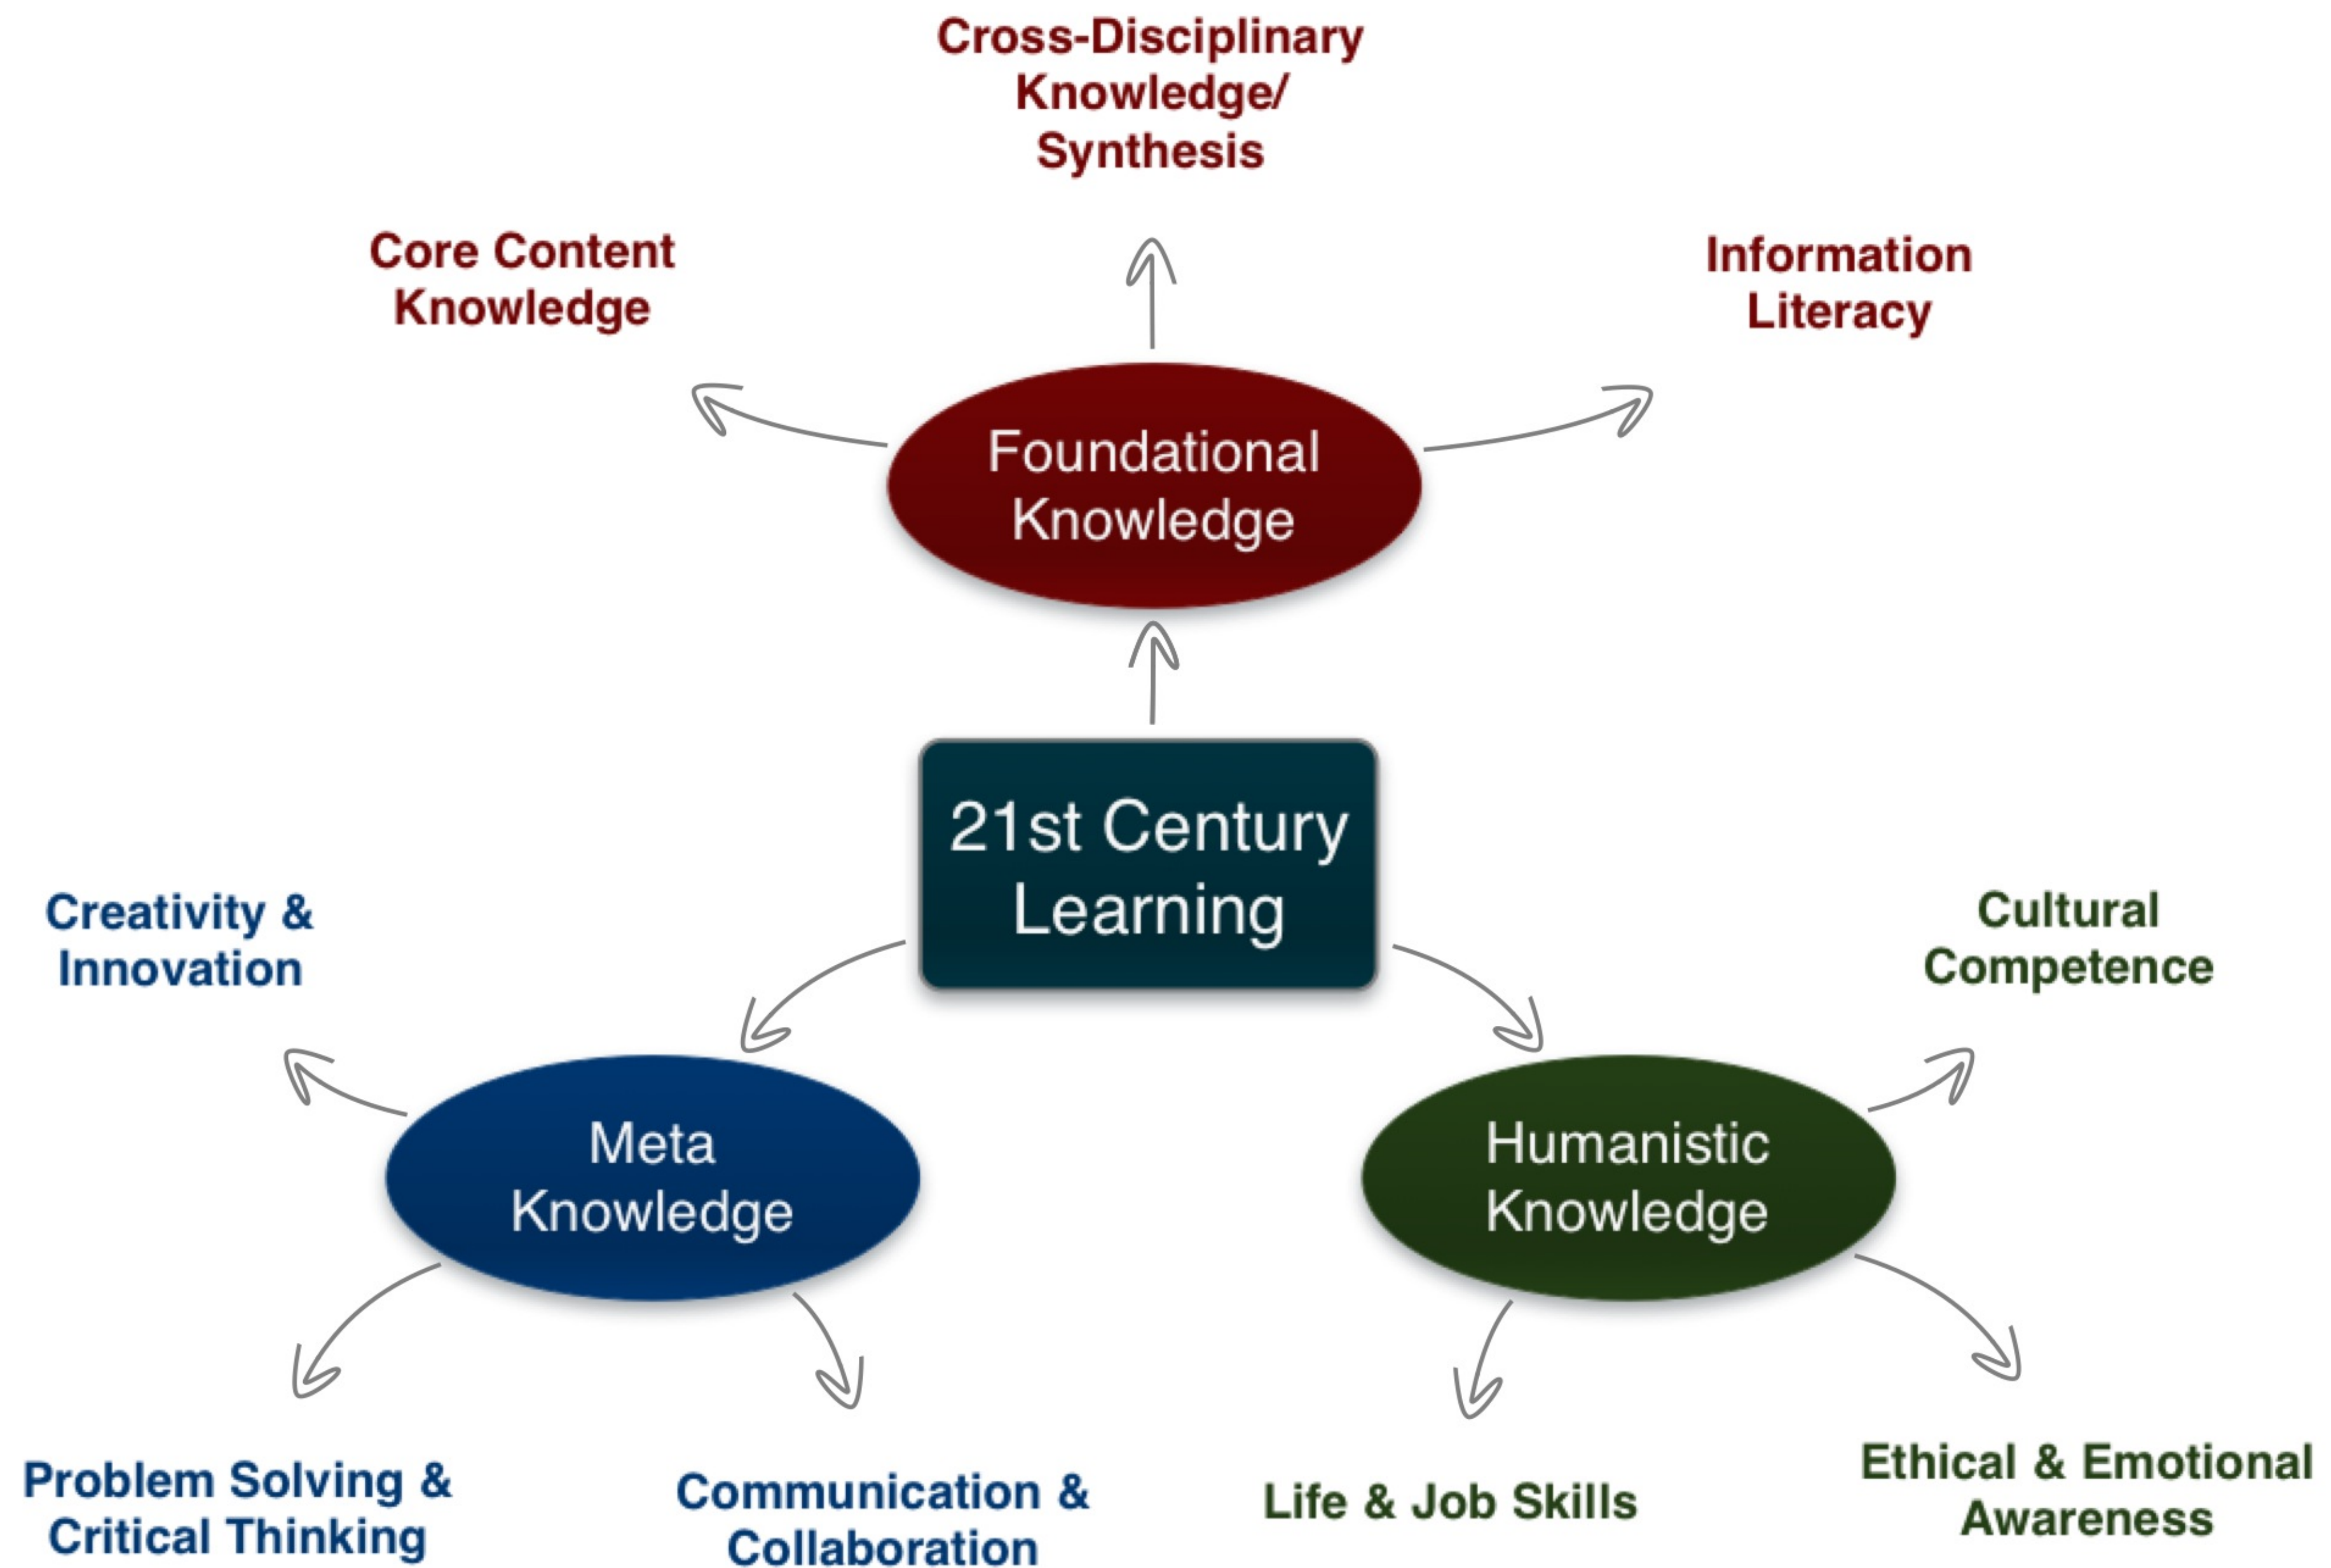 Cross-Disciplinary
Knowledge/
Synthesis
Core Content
Knowledge
Information
Literacy
Foundational
Knowledge
21st Century
Learning
Creativity &
Innovation
Cultural
Competence
Meta
Knowledge
Humanistic
Knowledge
Problem Solving &
Critical Thinking
Communication &
Collaboration
Life & Job Skills
Ethical & Emotional
Awareness